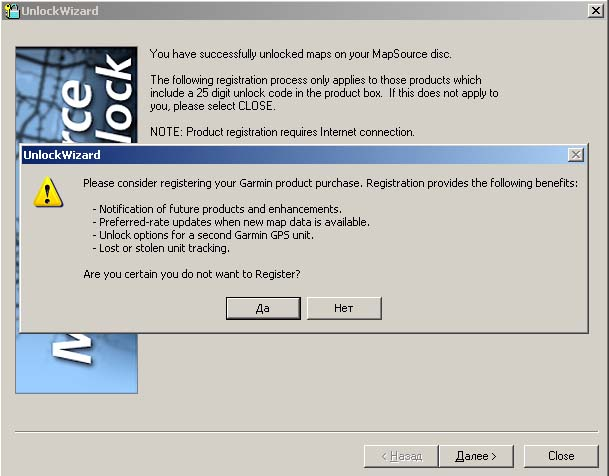 UnlockWizard
You have successfully unlocked maps on your MapSource disc.
The following registration process only applies to those products which
include a 25 digit unlock code in the product box. If this does not apply to
you, please select CLOSE.
NOTE: Product registration requires Internet connection.
rce
lock
UnlockWizard
Please consider registering your Garmin product purchase. Registration provides the following benefits:
- Notification of future products and enhancements.
- Preferred-rate updates when new map data is available.
- Unlock options for a second Garmin GPS unit.
- Lost or stolen unit tracking.
Are you certain you do not want to Register?
Да
Нет
M
< Назад
Далее >
Close